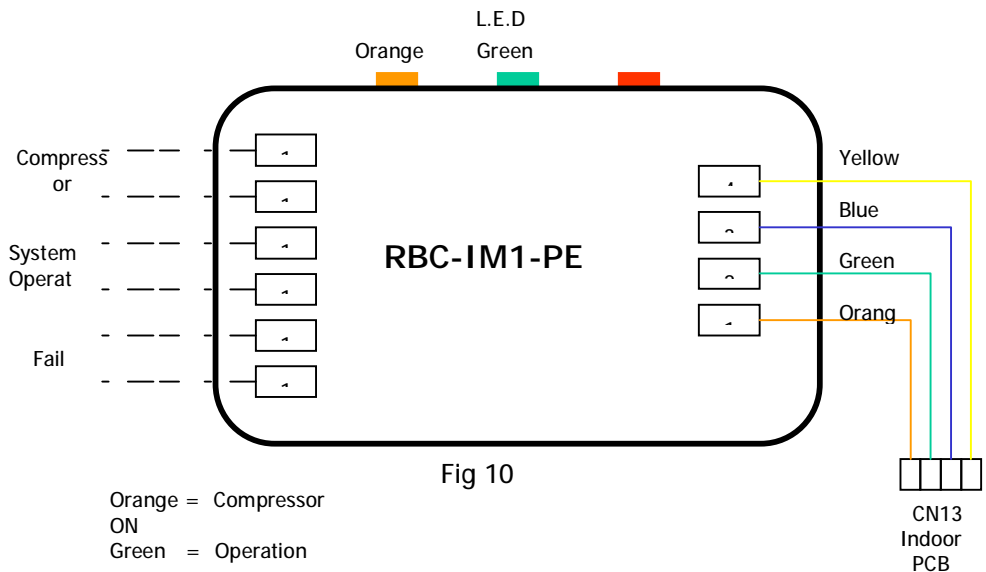 L.E.D
Orange Green
Compress
or
System
Operat
Fail
RBC-IM1-PE
Yellow
Blue
Green
Orang
Fig 10
Orange = Compressor
ON
Green = Operation
CN13
Indoor
PCB